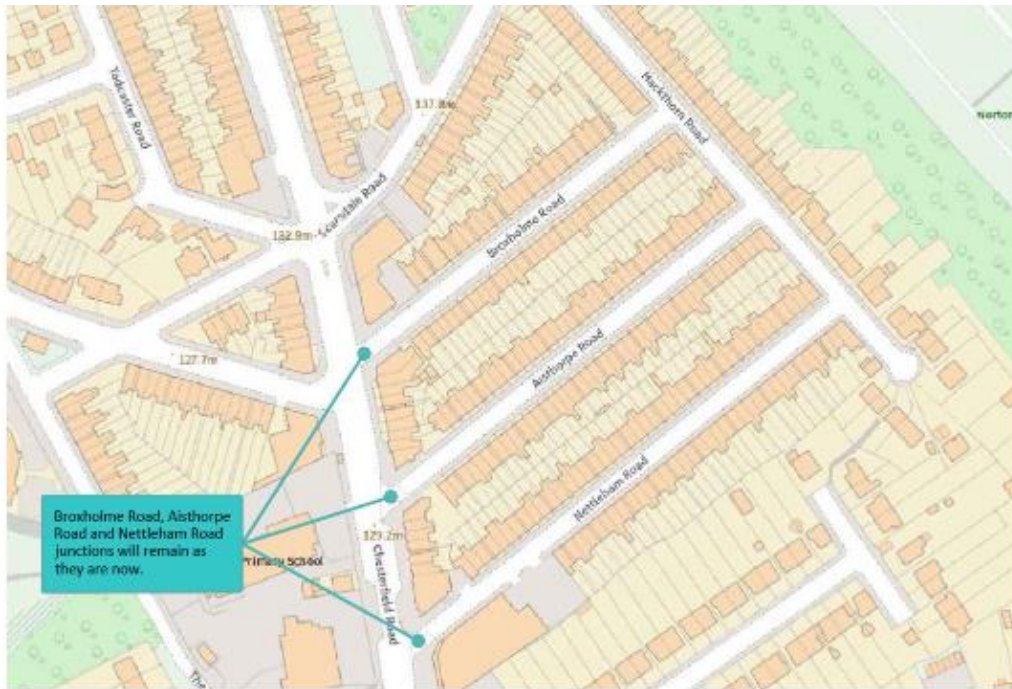 Tadcaster Road
137.8m
Hackthorn Road
Scarsdale Road
132.9m
Broxholme Road
127.7m
Aisthorpe Road
Nettleham Road
Broxholme Road, Aisthorpe
Road and Nettleham Road
junctions will remain as
they are now.
129.2m
Primary School
Chesterfield Road
The